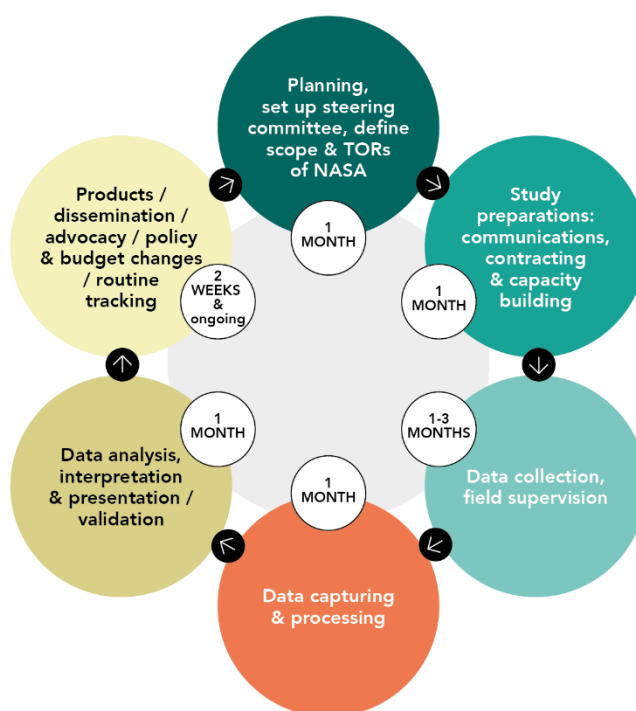 Planning,
set up steering
committee, define
scope & TORs
of NASA
1
MONTH
Study
preparations:
communications,
contracting
& capacity
building
1
MONTH
Data collection,
field supervision
1-3
MONTHS
Data capturing
& processing
1
MONTH
Data analysis,
interpretation
& presentation /
validation
1
MONTH
Products /
dissemination /
advocacy / policy
& budget changes
/ routine
tracking
2
WEEKS
&
ongoing